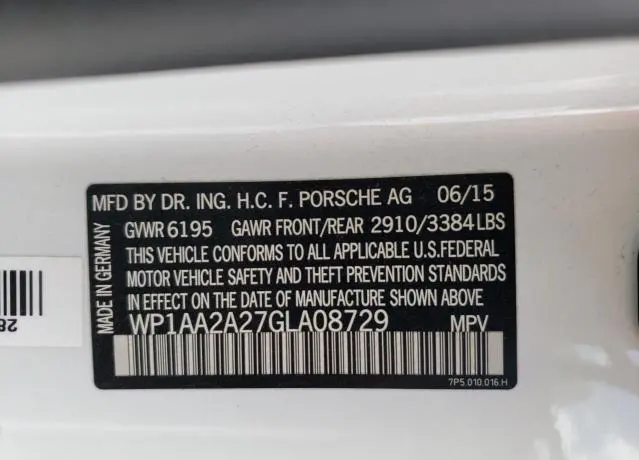 MFD BY DR. ING. H.C. F. PORSCHE AG 06/15
GVWR 6195 GAWR FRONT/REAR 2910/3384LBS
THIS VEHICLE CONFORMS TO ALL APPLICABLE U.S.FEDERAL
MOTOR VEHICLE SAFETY AND THEFT PREVENTION STANDARDS
IN EFFECT ON THE DATE OF MANUFACTURE SHOWN ABOVE
WP1AA2A27GLA08729 MPV
7P5.010.016.H
MADE IN GERMANY
28